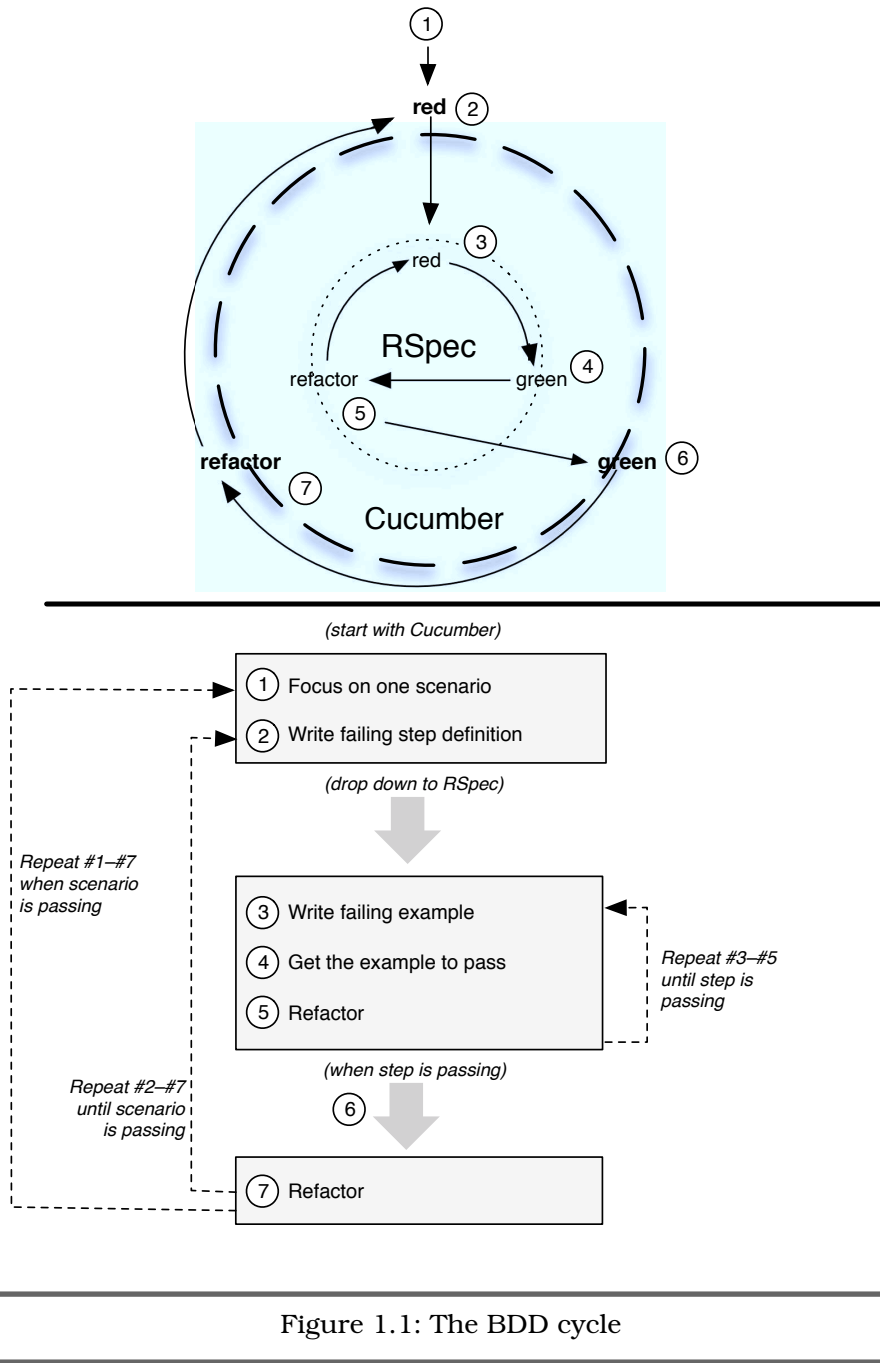 1
red 2
3
red
RSpec
4
refactor
green
5
refactor
green 6
7
Cucumber
(start with Cucumber)
1 Focus on one scenario
2 Write failing step definition
(drop down to RSpec)
Repeat #1–#7
when scenario
is passing
3 Write failing example
4 Get the example to pass
5 Refactor
Repeat #3–#5
until step is
passing
(when step is passing)
Repeat #2–#7
until scenario
is passing
6
7 Refactor
Figure 1.1: The BDD cycle